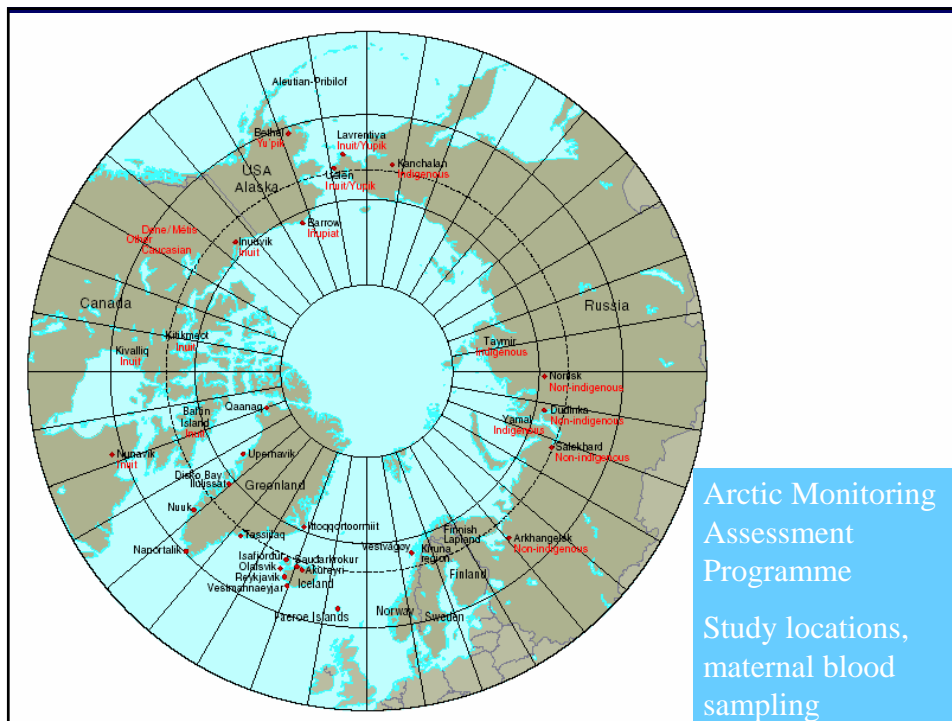 Aleutian-Pribilof
Bethel
Yu'pik
Lavrentiya
Inuit/Yupik
Kanchalan
Indigenous
USA
Alaska
Uelen
Inuit/Yupik
Barrow
Inupiat
Dene/Métis
Other
Caucasian
Inuuvik
Inuit
Canada
Russia
Kitikmeot
Inuit
Kivalliq
Inuit
Taymir
Indigenous
Norilsk
Non-indigenous
Qaanaq
Dudinka
Non-indigenous
Baffin
Island
Inuit
Yamal
Indigenous
Nunavik
Inuit
Upernavik
Salekhard
Non-indigenous
Disko Bay
Ilulissat
Greenland
Nuuk
Ittoqqortoormiit
Tassiilaq
Nanortalik
Vestvagoy
Kiruna
region
Finnish
Lapland
Arkhangelsk
Non-indigenous
Isafjordur
Saudarkrokur
Olafsvik
Akureyri
Reykjavik
Iceland
Vestmannaeyjar
Finland
Faeroe Islands
Norway
Sweden
Arctic Monitoring
Assessment
Programme
Study locations,
maternal blood
sampling